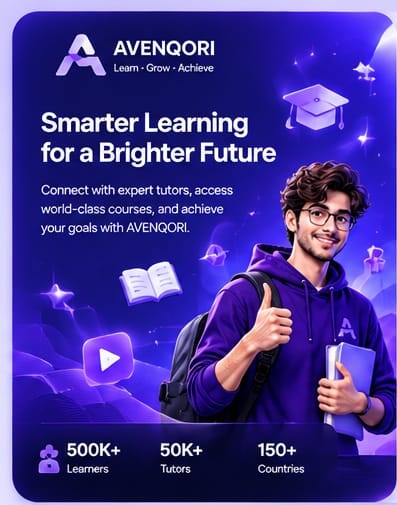 AVENQORI
Learn - Grow - Achieve
Smarter Learning
for a Brighter Future
Connect with expert tutors, access
world-class courses, and achieve
your goals with AVENQORI.
500K+
Learners
50K+
Tutors
150+
Countries